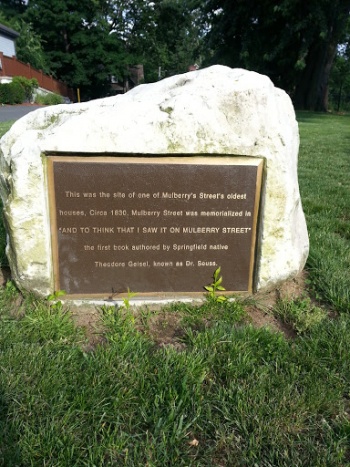 This was the site of one of Mulberry's Street's oldest
houses, Circa 1830, Mulberry Street was memorialized in
"AND TO THINK THAT I SAW IT ON MULBERRY STREET"
the first book authored by Springfield native
Theodore Geisel, known as Dr. Seuss.